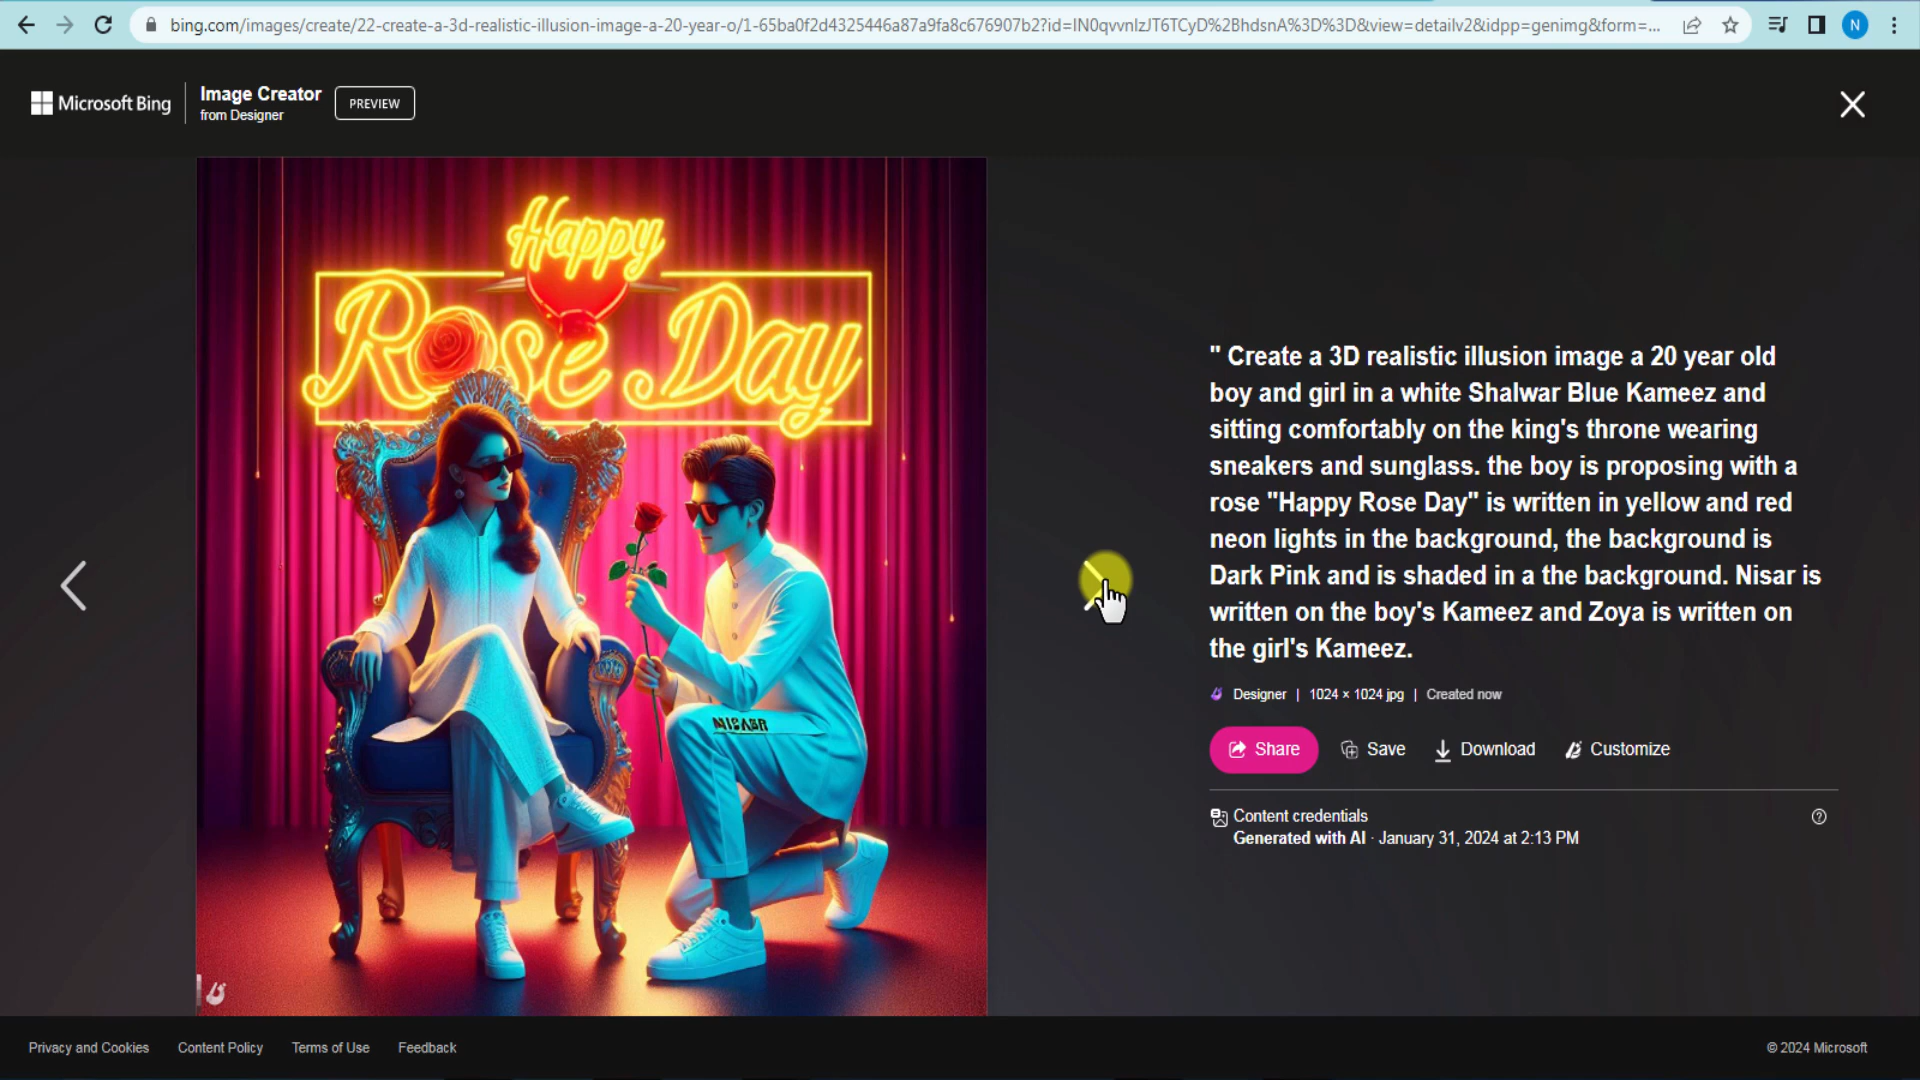 bing.com/images/create/22-create-a-3d-realistic-illusion-image-a-20-year-o/1-65ba0f2d4325446a87a9fa8c676907b2?id=IN0qvvnIzJT6TCyD%2BhdsnA%3D%3D&view=detailv2&idpp=genimg&form=...
N
Microsoft Bing
Image Creator
from Designer
PREVIEW
Happy
Rose Day
NISABR
" Create a 3D realistic illusion image a 20 year old
boy and girl in a white Shalwar Blue Kameez and
sitting comfortably on the king's throne wearing
sneakers and sunglass. the boy is proposing with a
rose "Happy Rose Day" is written in yellow and red
neon lights in the background, the background is
Dark Pink and is shaded in a the background. Nisar is
written on the boy's Kameez and Zoya is written on
the girl's Kameez.
Designer | 1024 × 1024 jpg | Created now
Share Save Download Customize
Content credentials
Generated with AI · January 31, 2024 at 2:13 PM
Privacy and Cookies Content Policy Terms of Use Feedback
© 2024 Microsoft